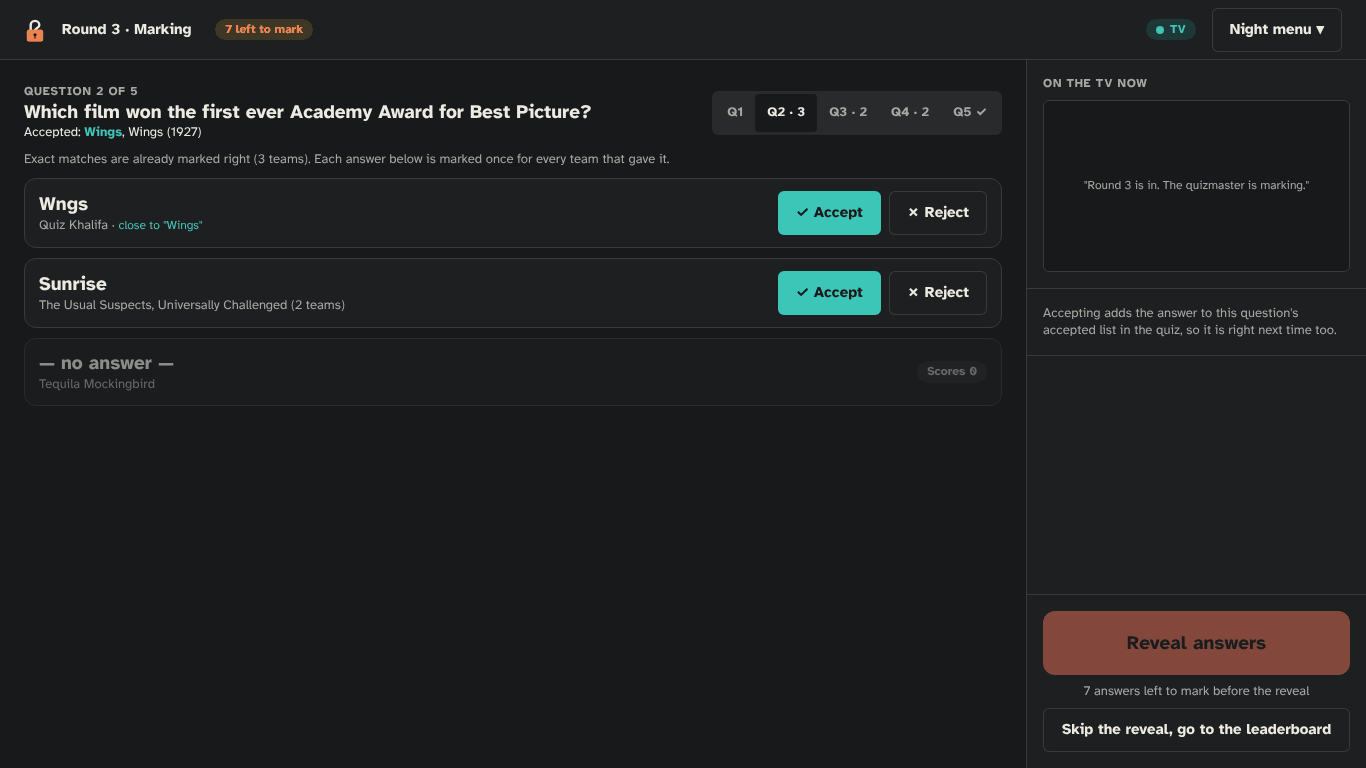 Round 3 · Marking
7 left to mark
TV
Night menu ▾
QUESTION 2 OF 5
Which film won the first ever Academy Award for Best Picture?
Accepted: Wings, Wings (1927)
Q1
Q2 · 3
Q3 · 2
Q4 · 2
Q5 ✓
Exact matches are already marked right (3 teams). Each answer below is marked once for every team that gave it.
Wngs
Quiz Khalifa · close to "Wings"
✓ Accept
✕ Reject
Sunrise
The Usual Suspects, Universally Challenged (2 teams)
✓ Accept
✕ Reject
— no answer —
Tequila Mockingbird
Scores 0
ON THE TV NOW
"Round 3 is in. The quizmaster is marking."
Accepting adds the answer to this question's
accepted list in the quiz, so it is right next time too.
Reveal answers
7 answers left to mark before the reveal
Skip the reveal, go to the leaderboard